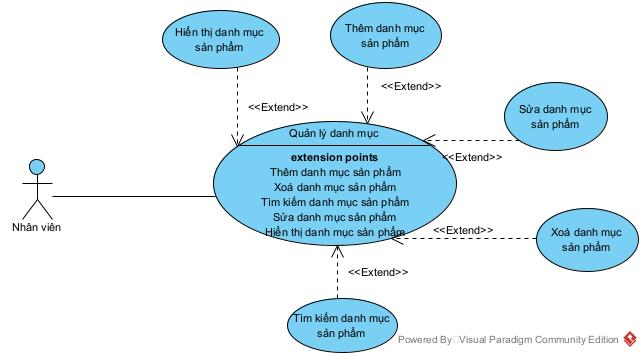 Hiển thị danh mục
sản phẩm
Thêm danh mục
sản phẩm
<<Extend>>
<<Extend>>
Sửa danh mục
sản phẩm
Quản lý danh mục
<<Extend>>
extension points
Thêm danh mục sản phẩm
Xoá danh mục sản phẩm
Tìm kiếm danh mục sản phẩm
Sửa danh mục sản phẩm
Hiển thị danh mục sản phẩm
Nhân viên
<<Extend>>
Xoá danh mục
sản phẩm
<<Extend>>
Tìm kiếm danh mục
sản phẩm
Powered By Visual Paradigm Community Edition